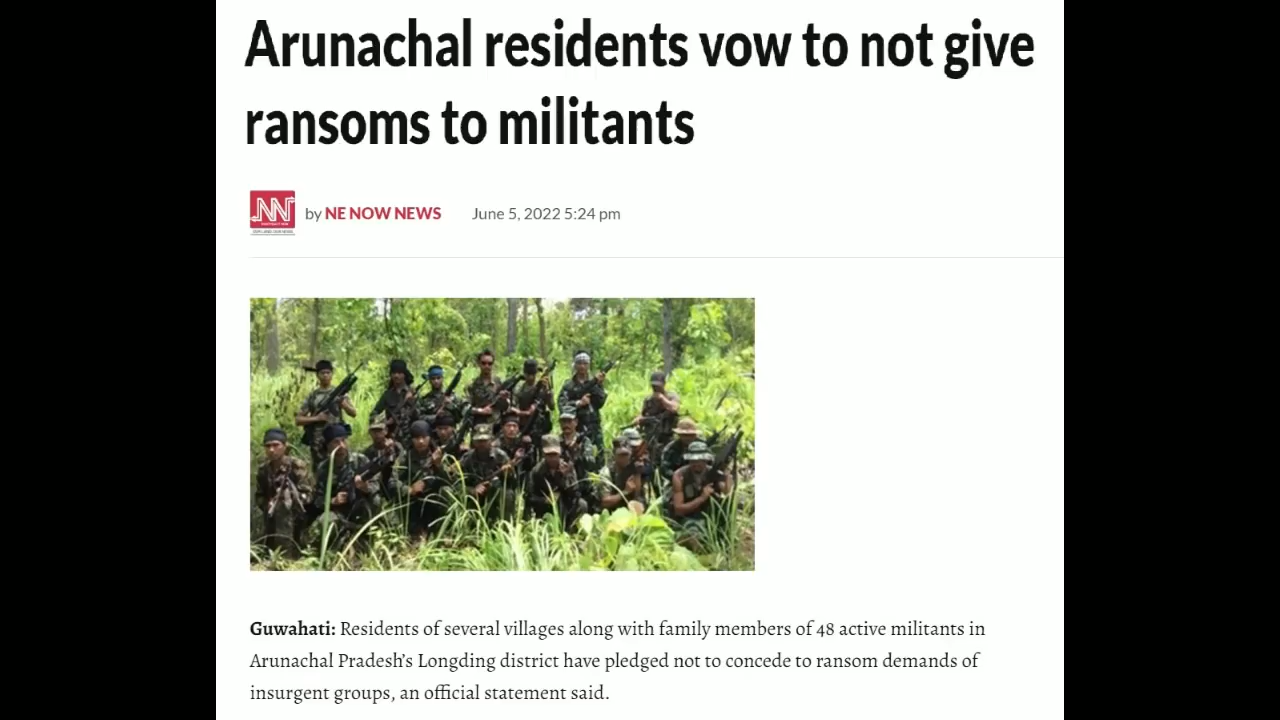 Arunachal residents vow to not give
ransoms to militants
NN
by NE NOW NEWS June 5, 2022 5:24 pm
Guwahati: Residents of several villages along with family members of 48 active militants in
Arunachal Pradesh's Longding district have pledged not to concede to ransom demands of
insurgent groups, an official statement said.